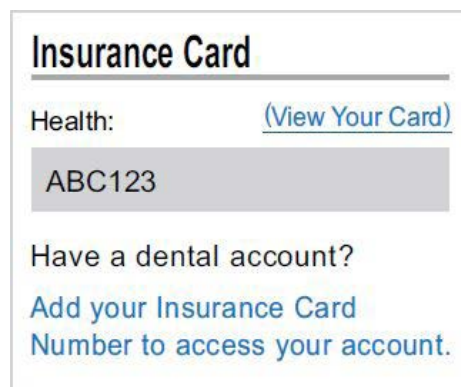 Insurance Card
Health: (View Your Card)
ABC123
Have a dental account?
Add your Insurance Card
Number to access your account.